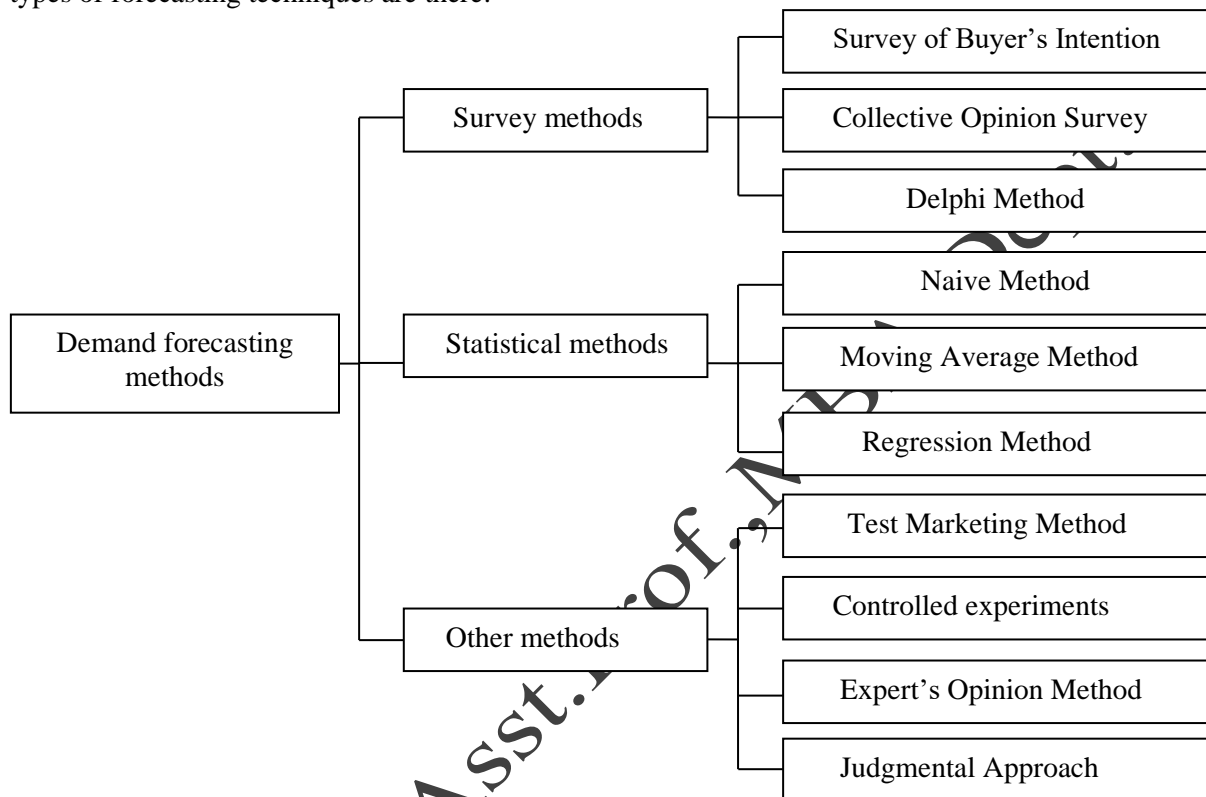 types of forecasting techniques are there.
Survey of Buyer's Intention
Survey methods
Collective Opinion Survey
Delphi Method
Naive Method
Demand forecasting
methods
Statistical methods
Moving Average Method
Regression Method
Test Marketing Method
Other methods
Controlled experiments
Expert's Opinion Method
Judgmental Approach
Asst.Prof.,